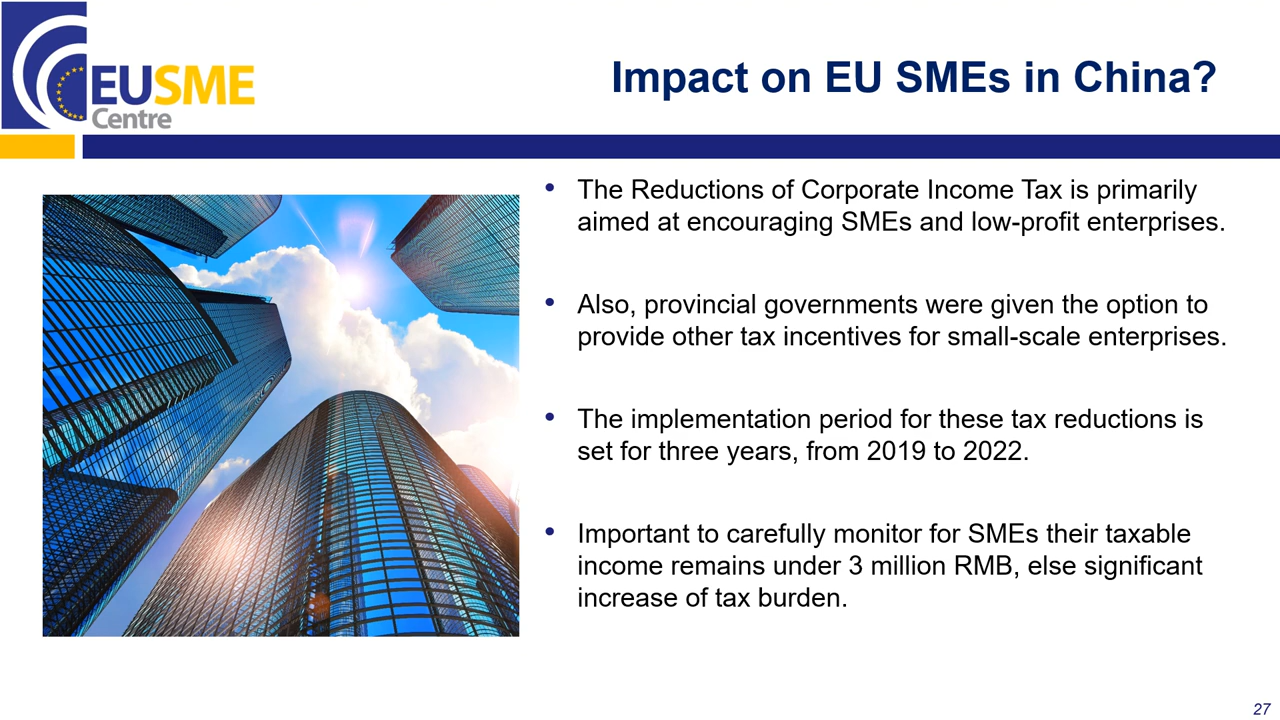 EUSME
Centre
Impact on EU SMEs in China?
• The Reductions of Corporate Income Tax is primarily
aimed at encouraging SMEs and low-profit enterprises.
• Also, provincial governments were given the option to
provide other tax incentives for small-scale enterprises.
• The implementation period for these tax reductions is
set for three years, from 2019 to 2022.
• Important to carefully monitor for SMEs their taxable
income remains under 3 million RMB, else significant
increase of tax burden.
27